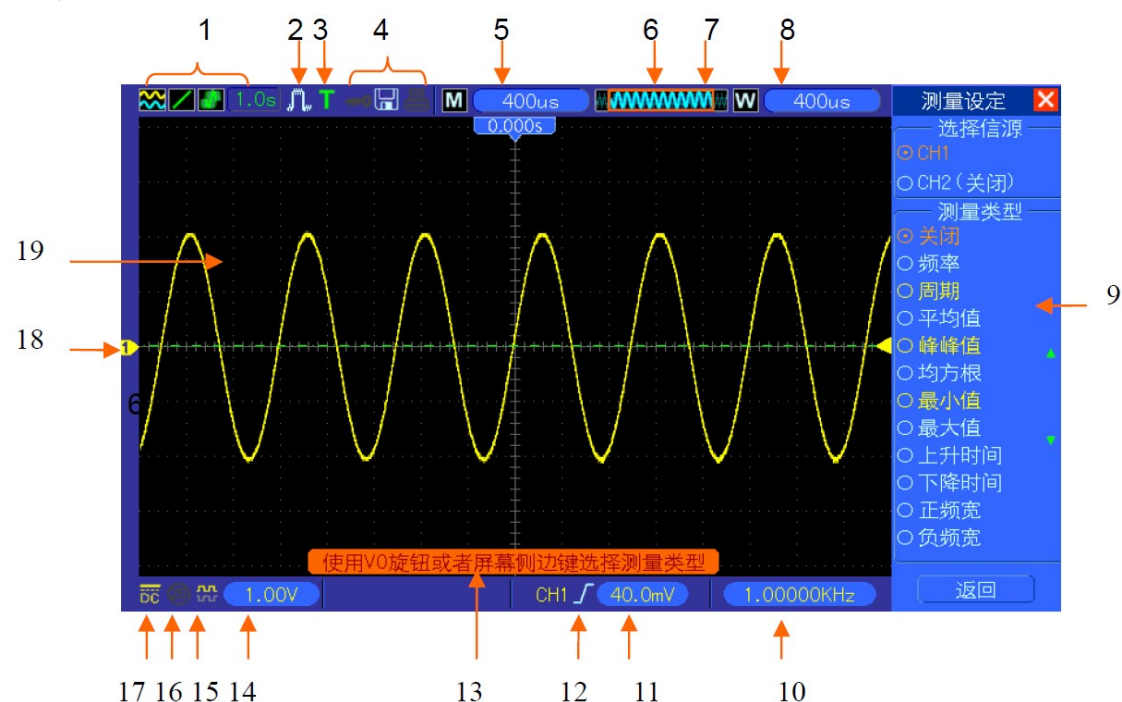 1 2 3 4 5 6 7 8
1.0s T M 400us W 400us
0.000s
测量设定
选择信源
CH1
CH2(关闭)
测量类型
关闭
频率
周期
平均值
峰峰值
均方根
最小值
最大值
上升时间
下降时间
正频宽
负频宽
返回
19
18
1
6
9
使用V0旋钮或者屏幕侧边键选择测量类型
DC 1.00V CH1 40.0mV 1.00000KHz
17 16 15 14 13 12 11 10